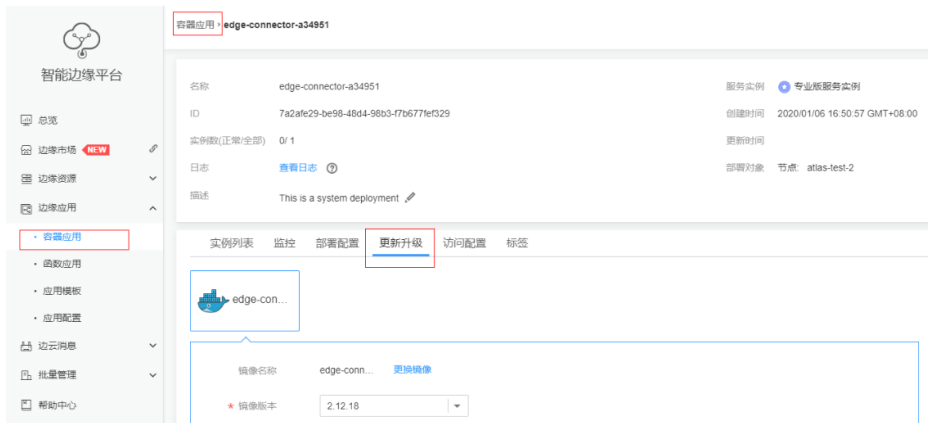 智能边缘平台
总览
边缘市场 NEW
边缘资源
边缘应用
· 容器应用
· 函数应用
· 应用模板
· 应用配置
边云消息
批量管理
帮助中心
容器应用 › edge-connector-a34951
名称 edge-connector-a34951
服务实例 专业版服务实例
ID 7a2afe29-be98-48d4-98b3-f7b677fef329
创建时间 2020/01/06 16:50:57 GMT+08:00
实例数(正常/全部) 0/ 1
更新时间
日志 查看日志
部署对象 节点: atlas-test-2
描述 This is a system deployment
实例列表 监控 部署配置 更新升级 访问配置 标签
edge-con...
镜像名称 edge-conn... 更换镜像
* 镜像版本 2.12.18